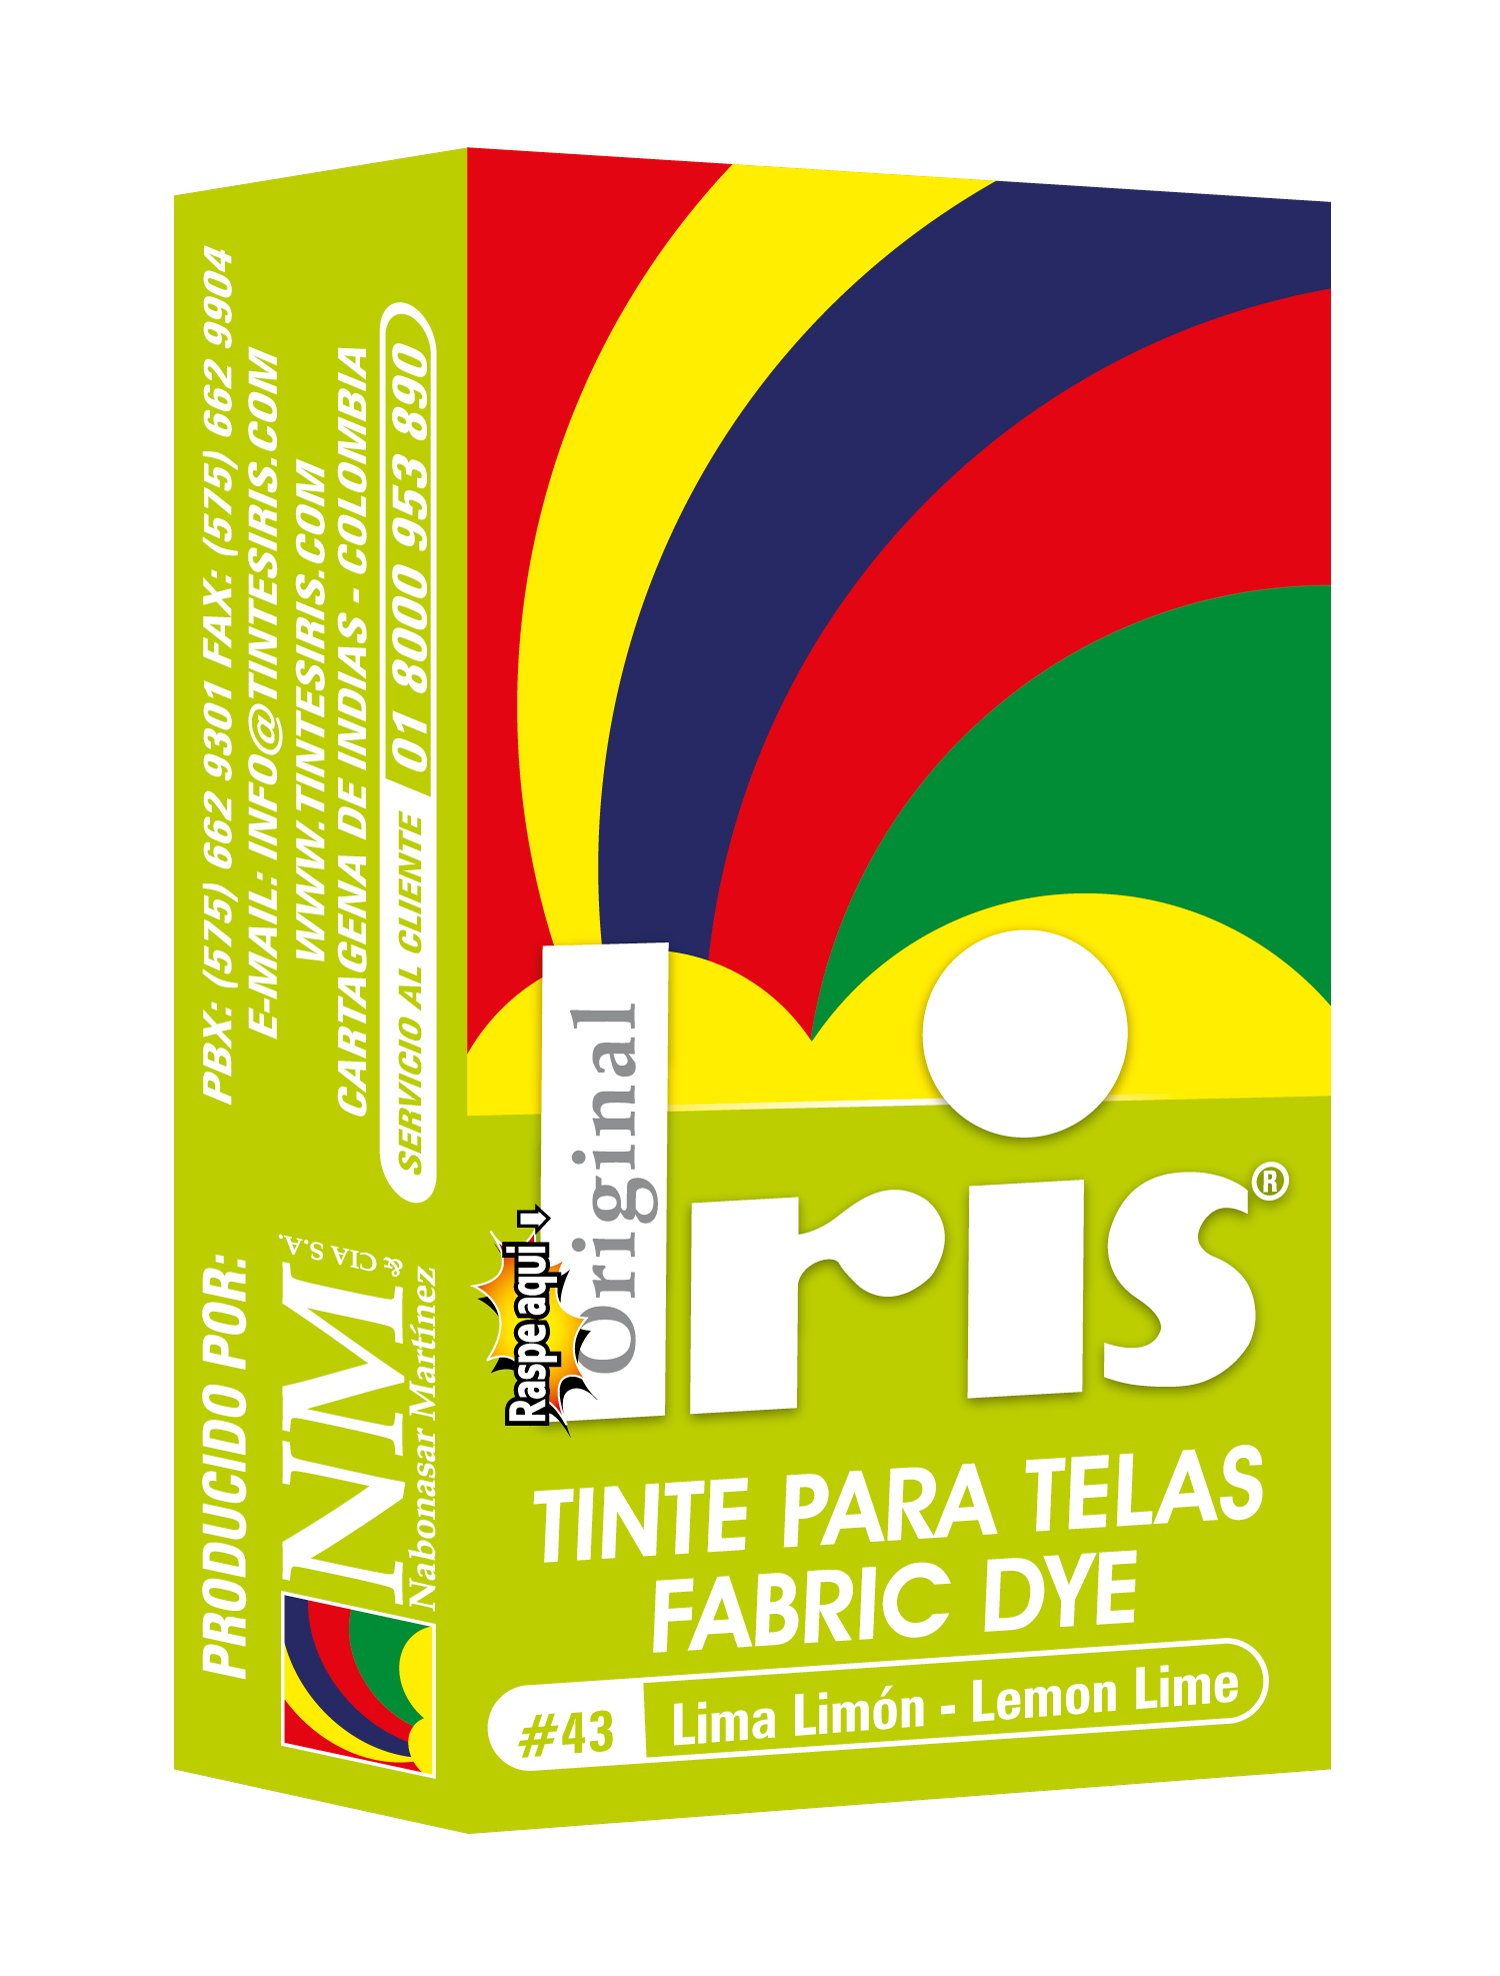 PBX: (575) 662 9301 FAX: (575) 662 9904
E-MAIL: INFO@TINTESIRIS.COM
WWW.TINTESIRIS.COM
CARTAGENA DE INDIAS - COLOMBIA
SERVICIO AL CLIENTE 01 8000 953 890
PRODUCIDO POR:
NM
& CIA S.A.
Nabonasar Martínez
Original
Raspe aqui
Iris®
TINTE PARA TELAS
FABRIC DYE
#43 Lima Limón - Lemon Lime